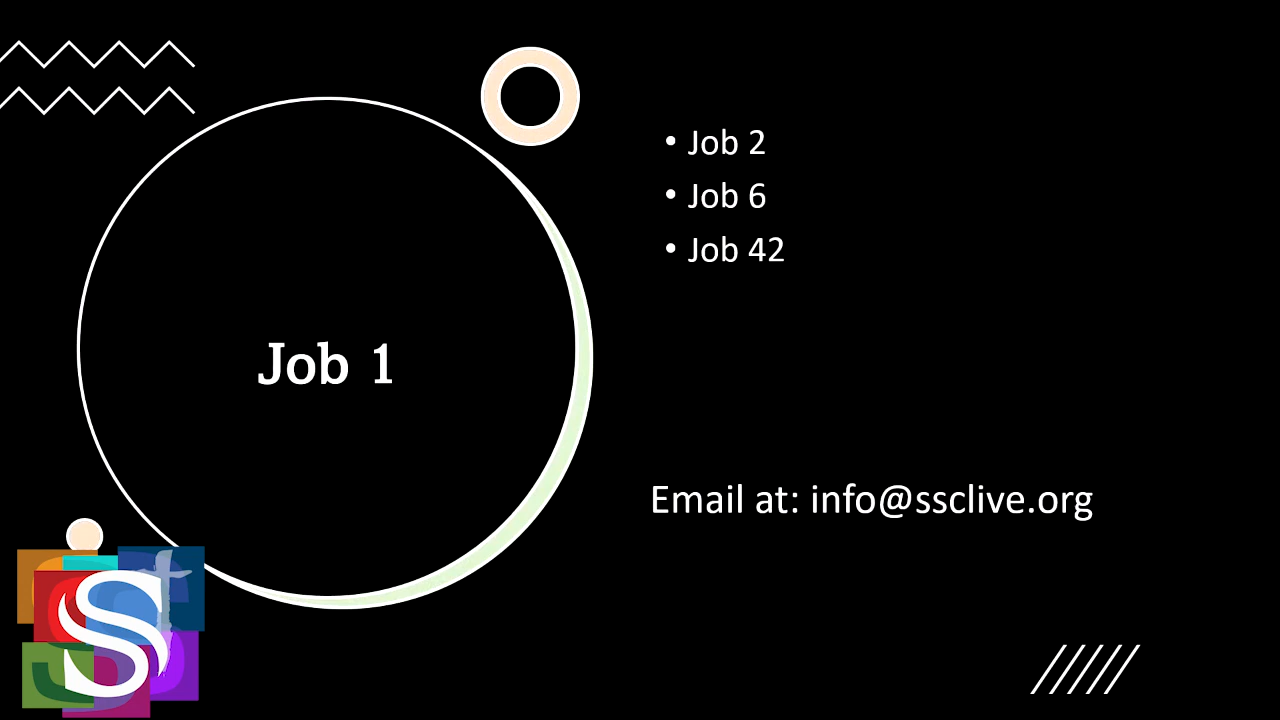 Job 1
• Job 2
• Job 6
• Job 42
Email at: info@ssclive.org